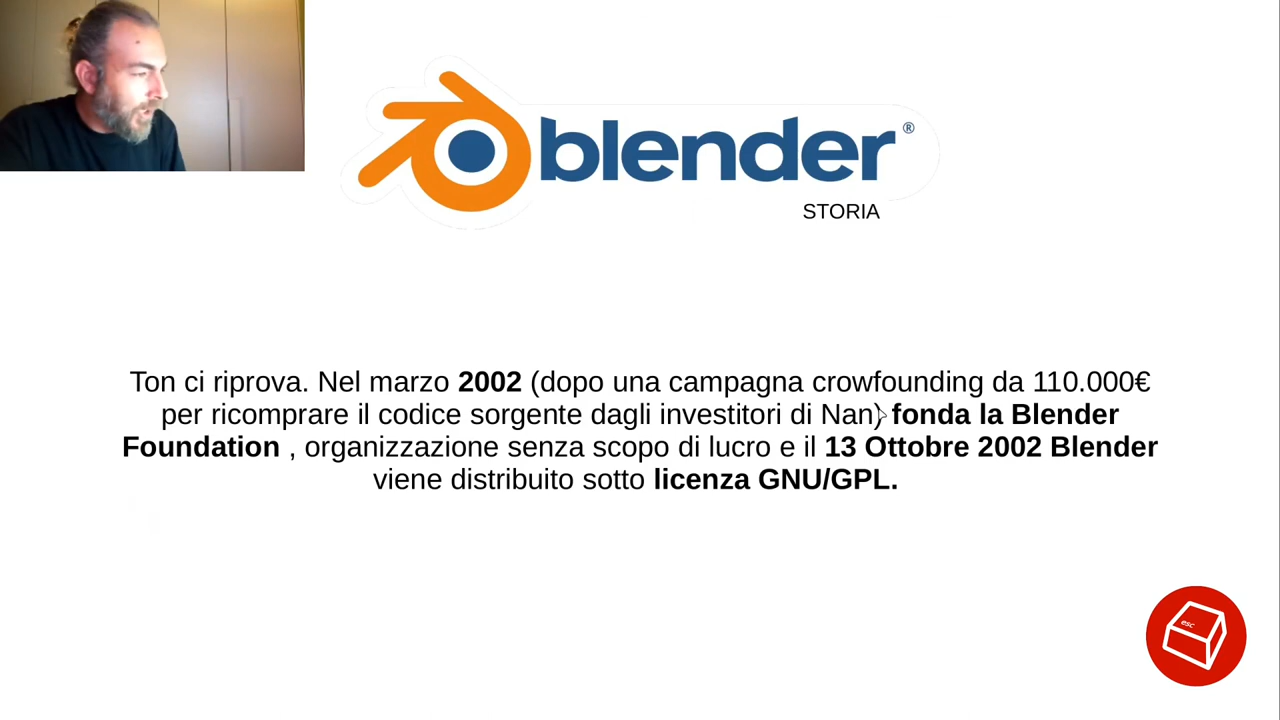 blender®
STORIA
Ton ci riprova. Nel marzo 2002 (dopo una campagna crowfounding da 110.000€
per ricomprare il codice sorgente dagli investitori di Nan) fonda la Blender
Foundation , organizzazione senza scopo di lucro e il 13 Ottobre 2002 Blender
viene distribuito sotto licenza GNU/GPL.
esc